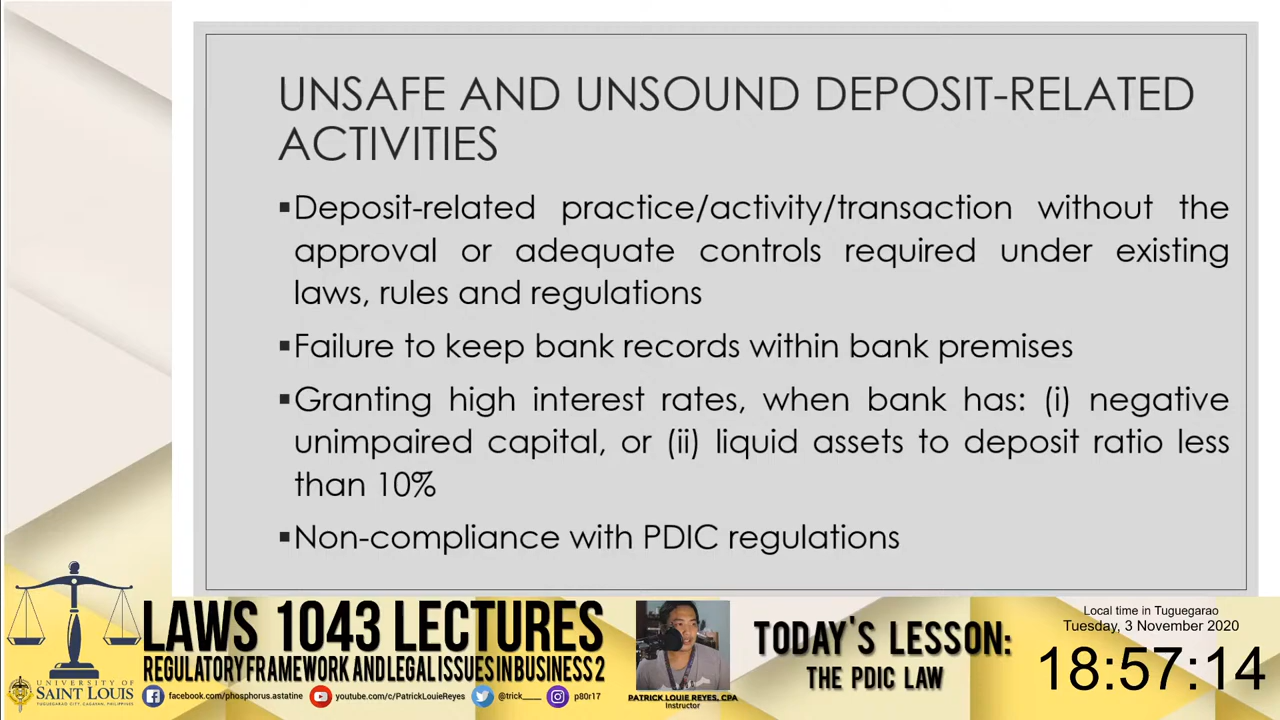 UNSAFE AND UNSOUND DEPOSIT-RELATED
ACTIVITIES
▪Deposit-related practice/activity/transaction without the
approval or adequate controls required under existing
laws, rules and regulations
▪Failure to keep bank records within bank premises
▪Granting high interest rates, when bank has: (i) negative
unimpaired capital, or (ii) liquid assets to deposit ratio less
than 10%
▪Non-compliance with PDIC regulations
LAWS 1043 LECTURES
REGULATORY FRAMEWORK AND LEGAL ISSUES IN BUSINESS 2
UNIVERSITY OF
SAINT LOUIS
TUGUEGARAO CITY, CAGAYAN, PHILIPPINES
facebook.com/phosphorus.astatine
youtube.com/c/PatrickLouieReyes
@trick____
p80r17
PATRICK LOUIE REYES, CPA
Instructor
TODAY'S LESSON:
THE PDIC LAW
Local time in Tuguegarao
Tuesday, 3 November 2020
18:57:14